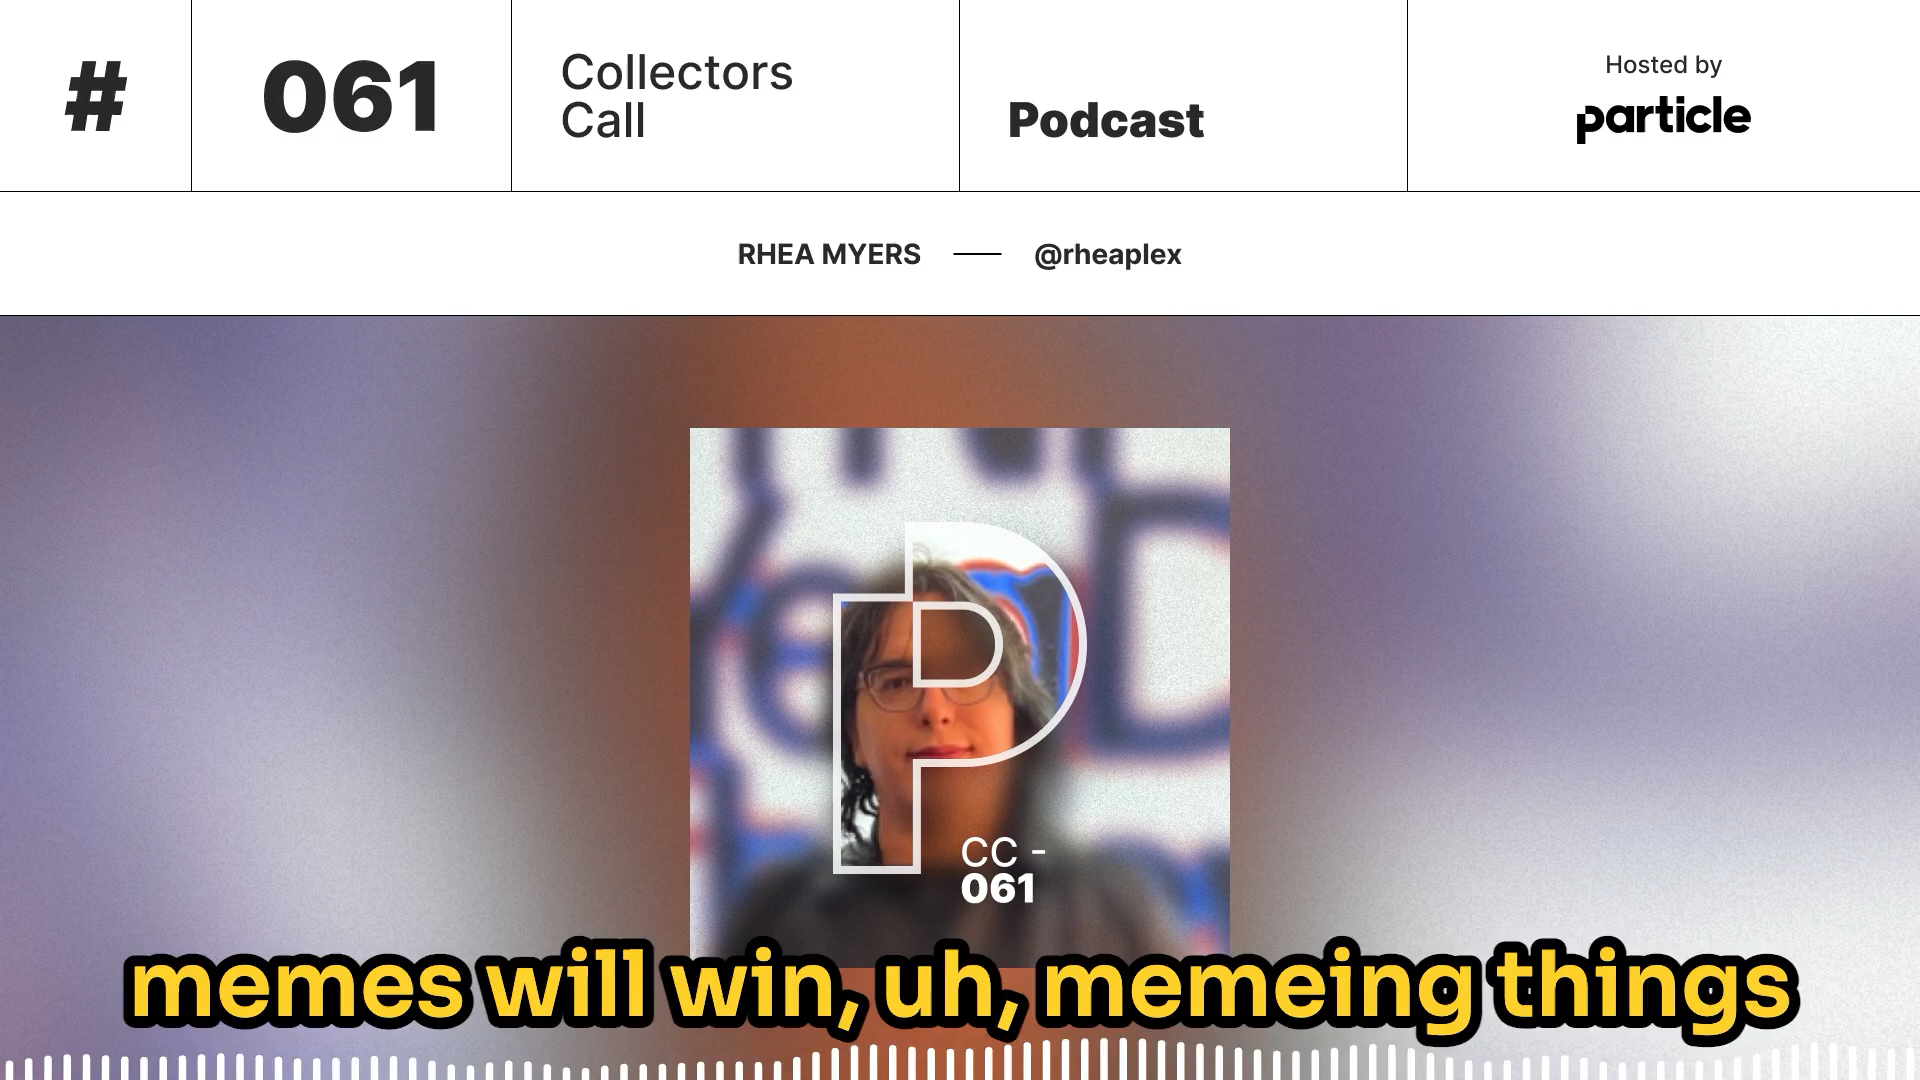 #
061
Collectors
Call
Podcast
Hosted by
particle
RHEA MYERS — @rheaplex
CC -
061
memes will win, uh, memeing things